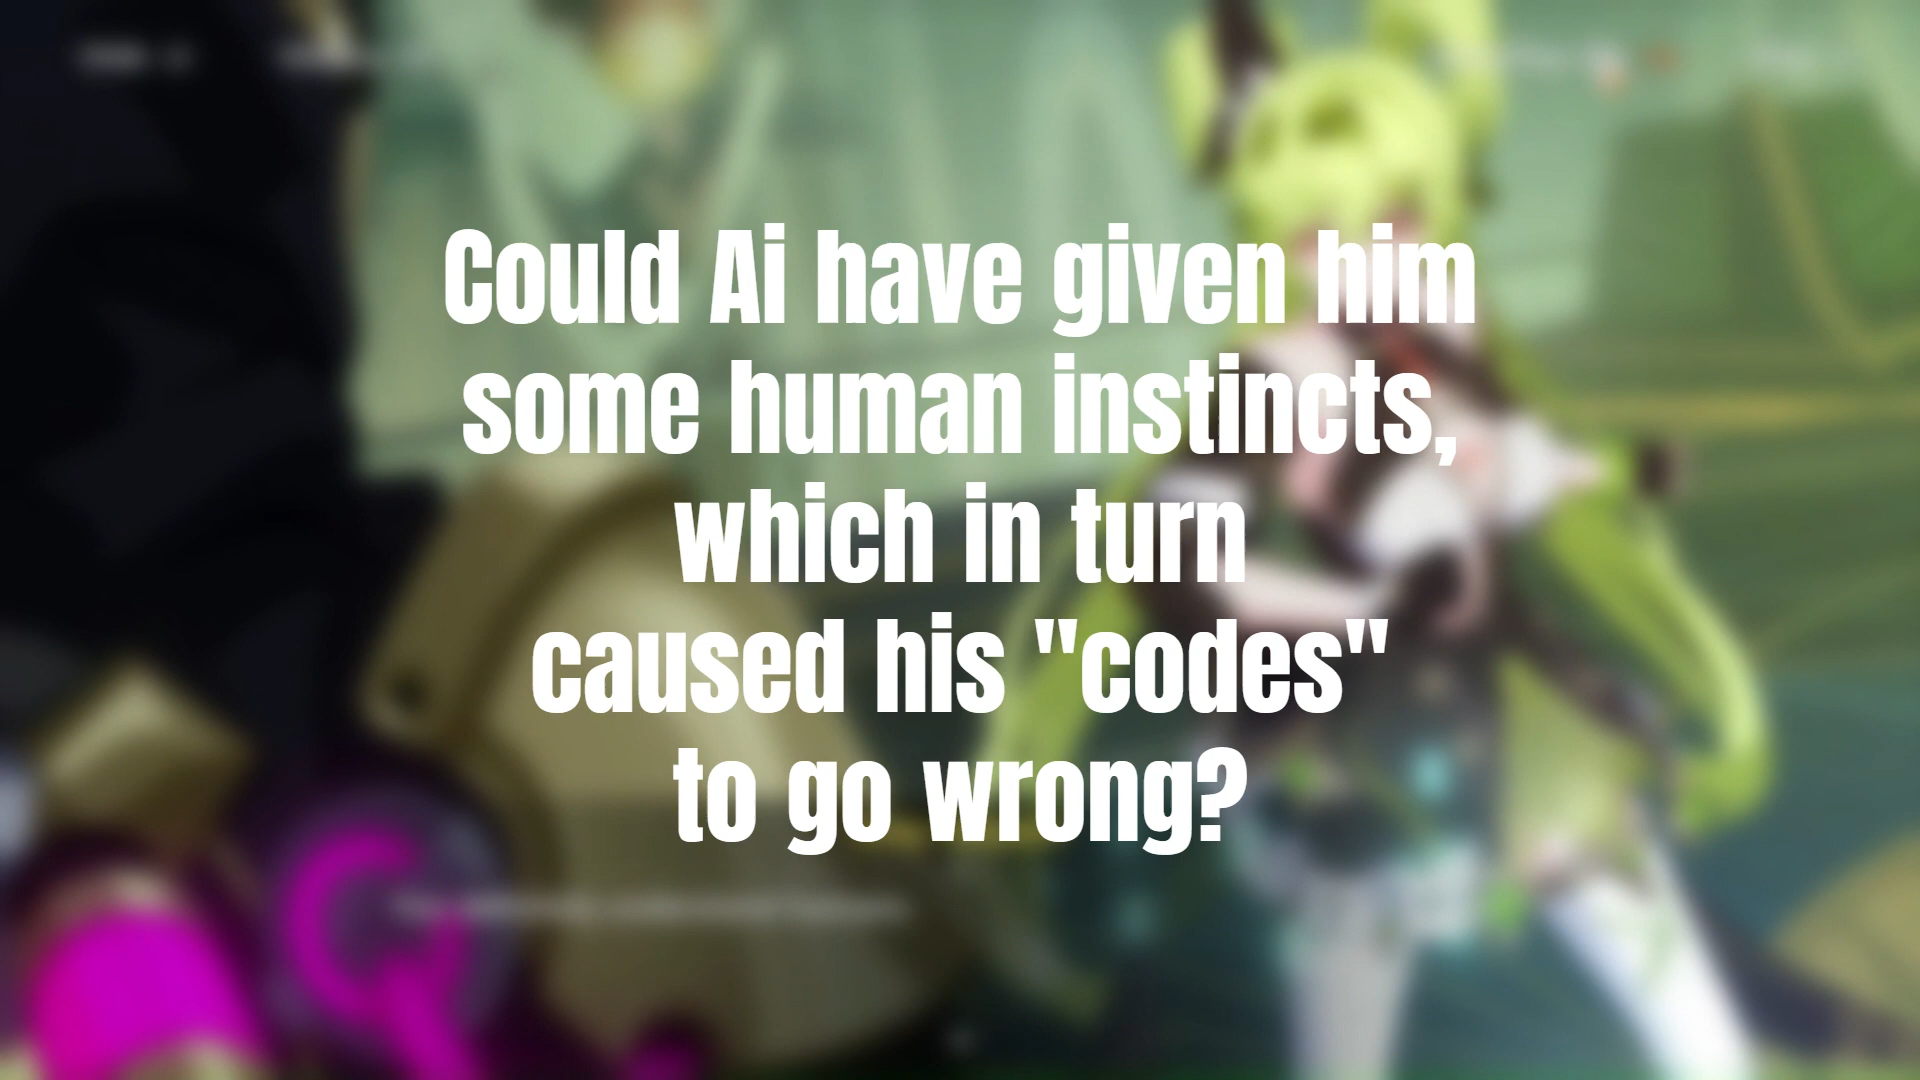 Could Ai have given him
some human instincts,
which in turn
caused his "codes"
to go wrong?